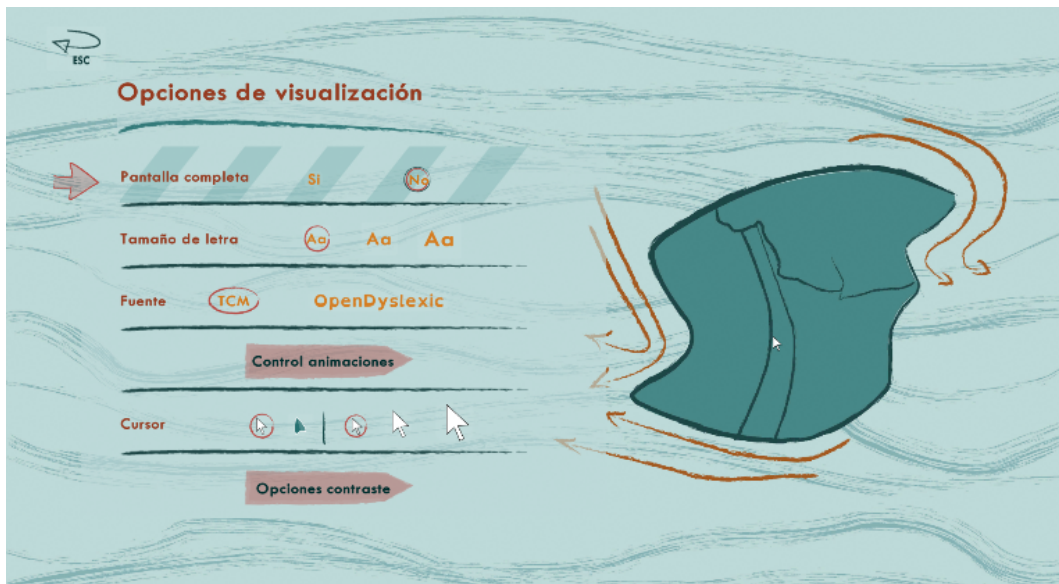 ESC
Opciones de visualización
Pantalla completa Si No
Tamaño de letra Aa Aa Aa
Fuente TCM OpenDyslexic
Control animaciones
Cursor
Opciones contraste